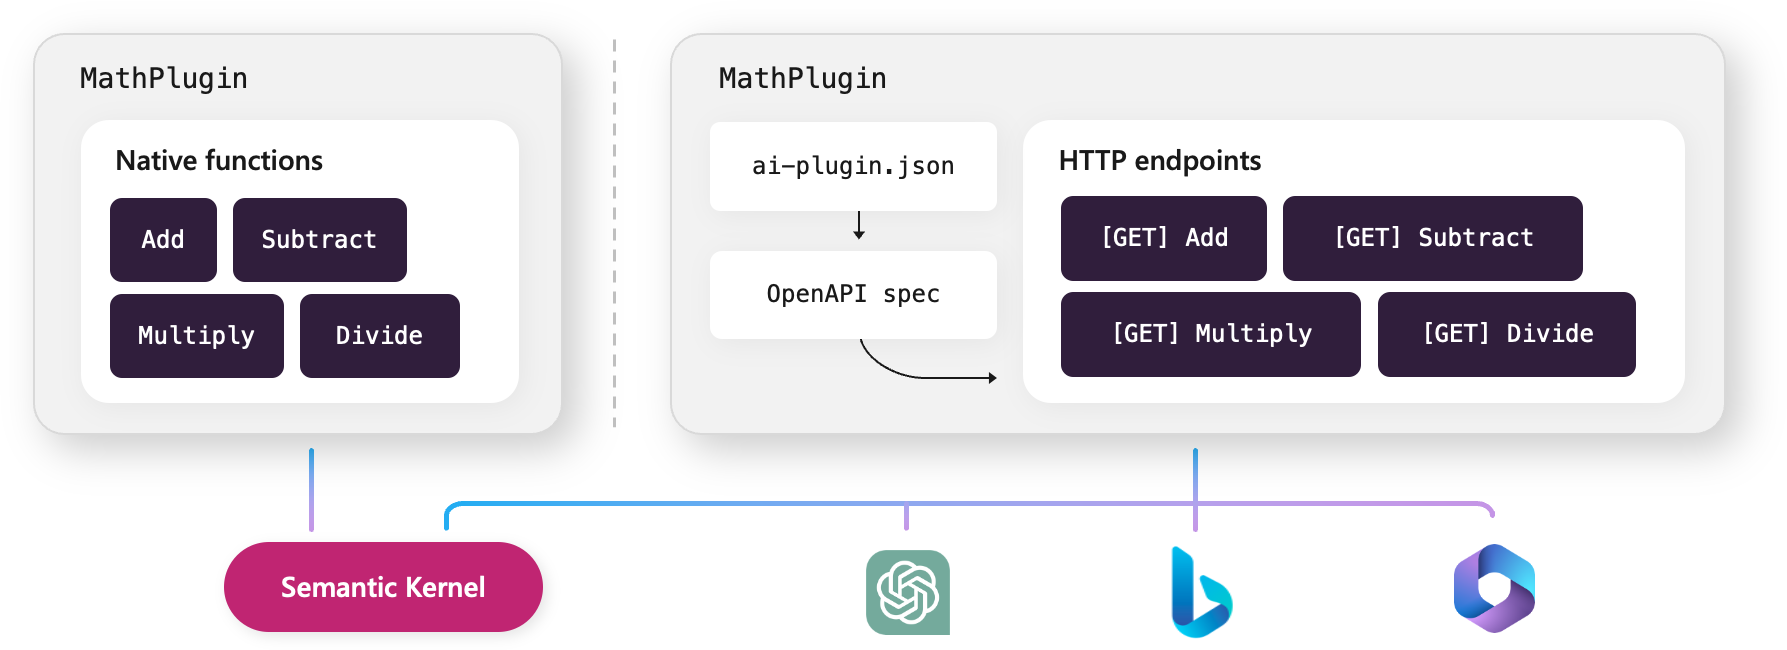 MathPlugin
Native functions
Add
Subtract
Multiply
Divide
MathPlugin
ai-plugin.json
OpenAPI spec
HTTP endpoints
[GET] Add
[GET] Subtract
[GET] Multiply
[GET] Divide
Semantic Kernel